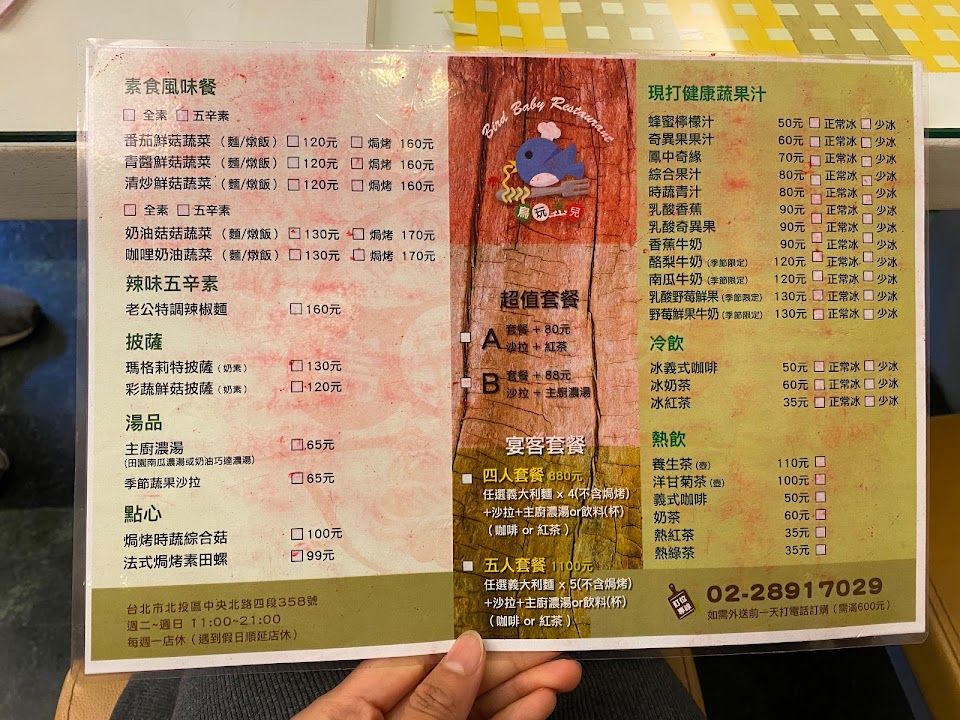 素食風味餐
全素 五辛素
番茄鮮菇蔬菜（麵/燉飯）120元 焗烤 160元
青醬鮮菇蔬菜（麵/燉飯）120元 焗烤 160元
清炒鮮菇蔬菜（麵/燉飯）120元 焗烤 160元
全素 五辛素
奶油菇菇蔬菜（麵/燉飯）130元 焗烤 170元
咖哩奶油蔬菜（麵/燉飯）130元 焗烤 170元
辣味五辛素
老公特調辣椒麵 160元
披薩
瑪格莉特披薩（奶素）130元
彩蔬鮮菇披薩（奶素）120元
湯品
主廚濃湯 65元
(田園南瓜濃湯或奶油巧達濃湯)
季節蔬果沙拉 65元
點心
焗烤時蔬綜合菇 100元
法式焗烤素田螺 99元
台北市北投區中央北路四段358號
週二~週日 11:00~21:00
每週一店休（遇到假日順延店休）
Bird Baby Restaurant
鳥玩 兒
超值套餐
A 套餐 + 80元
沙拉 + 紅茶
B 套餐 + 88元
沙拉 + 主廚濃湯
宴客套餐
四人套餐 880元
任選義大利麵 x 4(不含焗烤)
+沙拉+主廚濃湯or飲料(杯)
（咖啡 or 紅茶）
五人套餐 1100元
任選義大利麵 x 5(不含焗烤)
+沙拉+主廚濃湯or飲料(杯)
（咖啡 or 紅茶）
現打健康蔬果汁
蜂蜜檸檬汁 50元 正常冰 少冰
奇異果果汁 60元 正常冰 少冰
鳳中奇緣 70元 正常冰 少冰
綜合果汁 80元 正常冰 少冰
時蔬青汁 80元 正常冰 少冰
乳酸香蕉 90元 正常冰 少冰
乳酸奇異果 90元 正常冰 少冰
香蕉牛奶 90元 正常冰 少冰
酪梨牛奶(季節限定) 120元 正常冰 少冰
南瓜牛奶(季節限定) 120元 正常冰 少冰
乳酸野莓鮮果(季節限定) 130元 正常冰 少冰
野莓鮮果牛奶(季節限定) 130元 正常冰 少冰
冷飲
冰義式咖啡 50元 正常冰 少冰
冰奶茶 60元 正常冰 少冰
冰紅茶 35元 正常冰 少冰
熱飲
養生茶(壺) 110元
洋甘菊茶(壺) 100元
義式咖啡 50元
奶茶 60元
熱紅茶 35元
熱綠茶 35元
訂位專線
02-28917029
如需外送前一天打電話訂購（需滿600元）